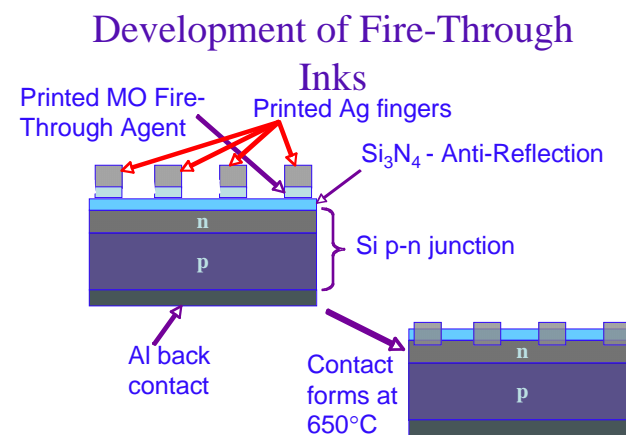 Development of Fire-Through
Inks
Printed MO Fire-
Through Agent
Printed Ag fingers
Si₃N₄ - Anti-Reflection
n
p
Si p-n junction
Al back
contact
Contact
forms at
650°C
n
p